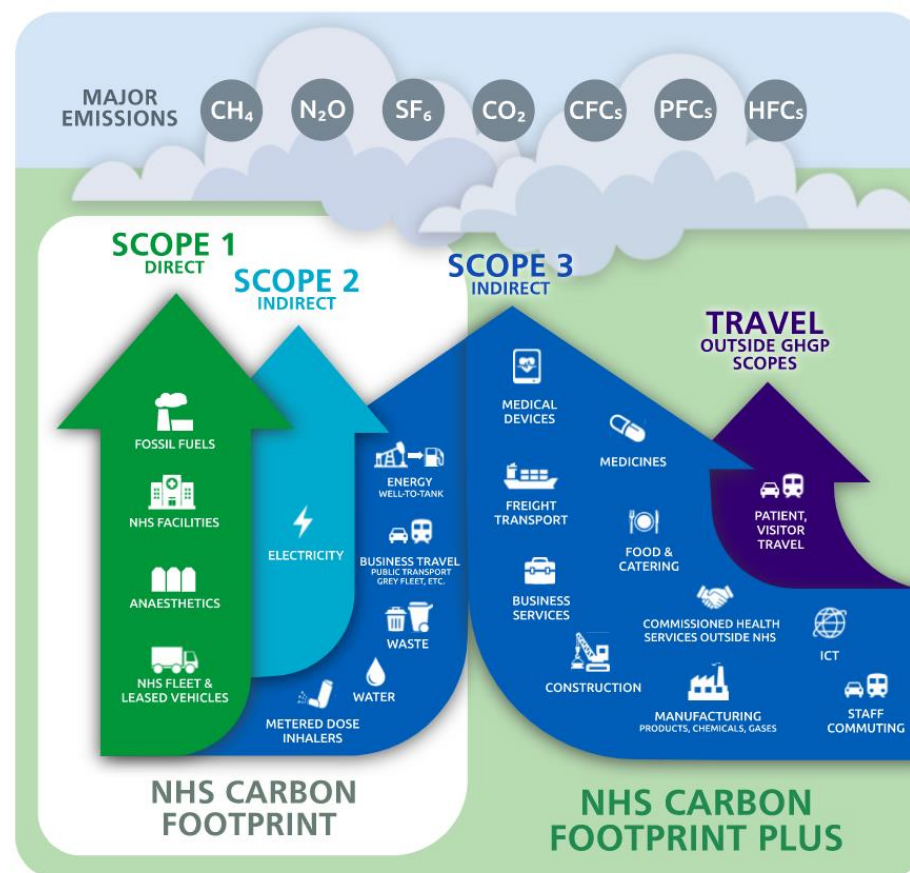 MAJOR
EMISSIONS
CH₄
N₂O
SF₆
CO₂
CFCs
PFCs
HFCs
SCOPE 1
DIRECT
SCOPE 2
INDIRECT
SCOPE 3
INDIRECT
TRAVEL
OUTSIDE GHGP
SCOPES
FOSSIL FUELS
NHS FACILITIES
ANAESTHETICS
NHS FLEET &
LEASED VEHICLES
ELECTRICITY
ENERGY
WELL-TO-TANK
BUSINESS TRAVEL
PUBLIC TRANSPORT
GREY FLEET, ETC.
WASTE
WATER
METERED DOSE
INHALERS
MEDICAL
DEVICES
MEDICINES
FREIGHT
TRANSPORT
FOOD &
CATERING
BUSINESS
SERVICES
COMMISSIONED HEALTH
SERVICES OUTSIDE NHS
CONSTRUCTION
MANUFACTURING
PRODUCTS, CHEMICALS, GASES
ICT
STAFF
COMMUTING
PATIENT,
VISITOR
TRAVEL
NHS CARBON
FOOTPRINT
NHS CARBON
FOOTPRINT PLUS